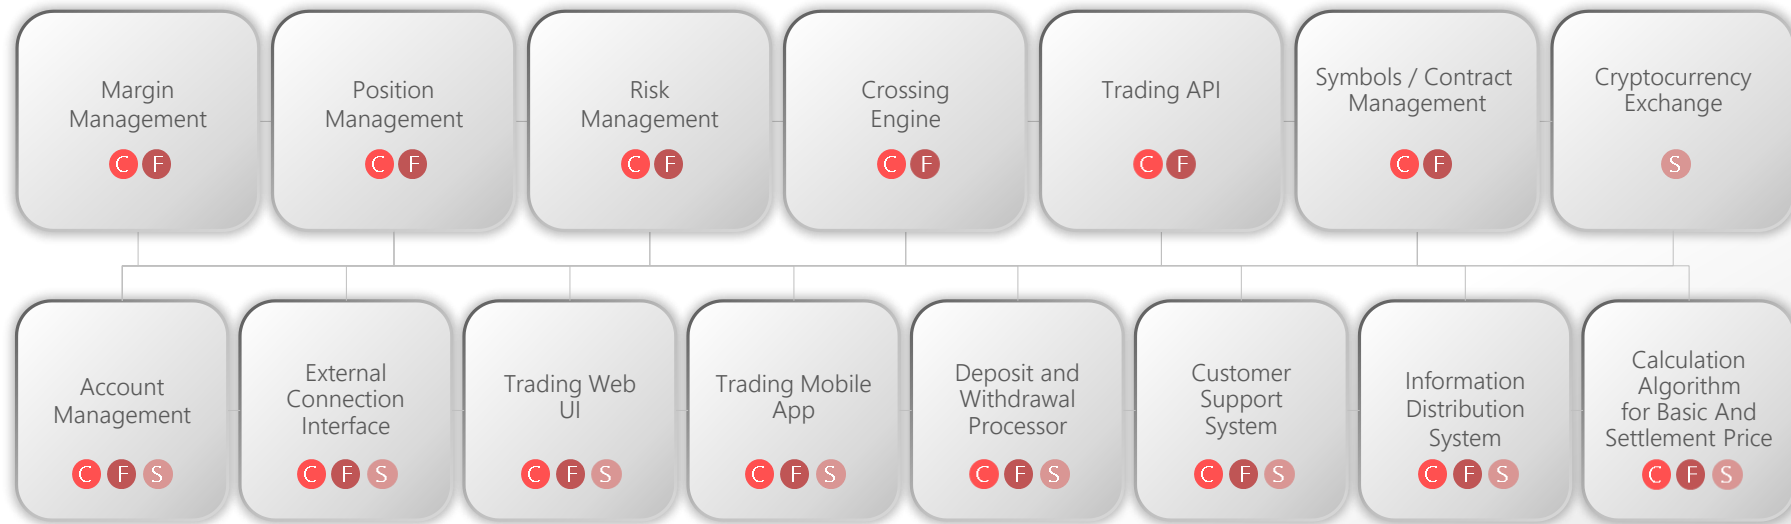 Margin
Management
C F
Position
Management
C F
Risk
Management
C F
Crossing
Engine
C F
Trading API
C F
Symbols / Contract
Management
C F
Cryptocurrency
Exchange
S
Account
Management
C F S
External
Connection
Interface
C F S
Trading Web
UI
C F S
Trading Mobile
App
C F S
Deposit and
Withdrawal
Processor
C F S
Customer
Support
System
C F S
Information
Distribution
System
C F S
Calculation
Algorithm
for Basic And
Settlement Price
C F S